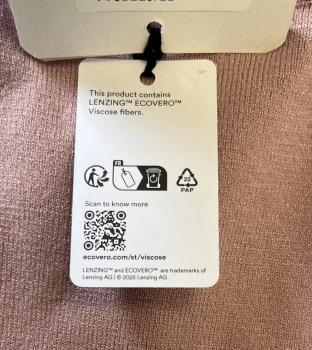 This product contains
LENZING™ ECOVERO™
Viscose fibers.
FR
22
PAP
Scan to know more
ecovero.com/st/viscose
LENZING™ and ECOVERO™ are trademarks of
Lenzing AG | © 2025 Lenzing AG